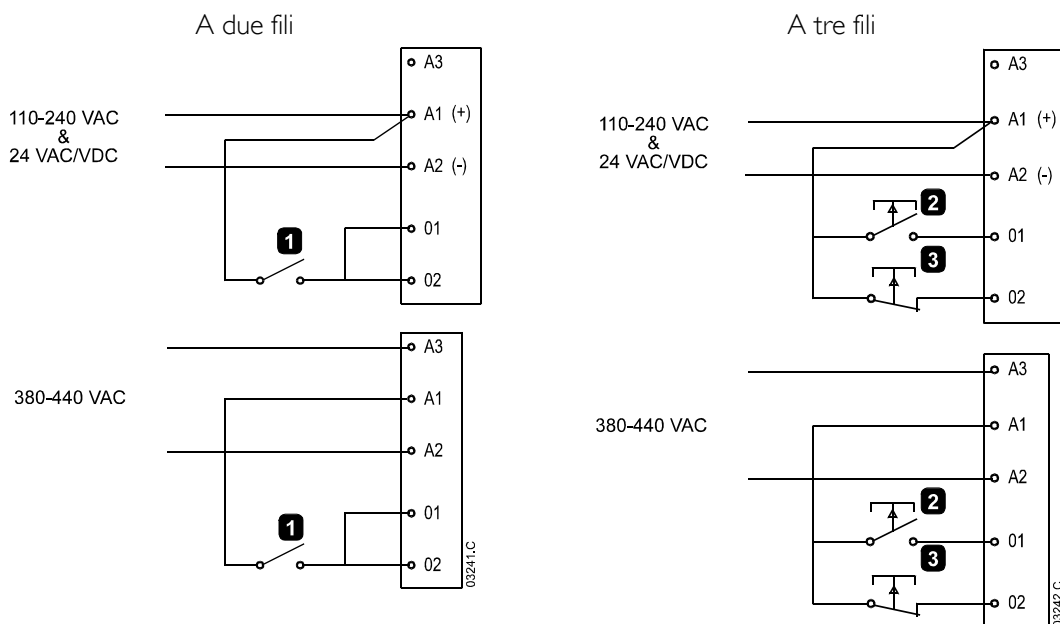 A due fili
A3
110-240 VAC
&
24 VAC/VDC
A1 (+)
A2 (-)
1
01
02
380-440 VAC
A3
A1
A2
1
01
02
03241.C
A tre fili
A3
110-240 VAC
&
24 VAC/VDC
A1 (+)
A2 (-)
2
01
3
02
380-440 VAC
A3
A1
A2
2
01
3
02
03242.C